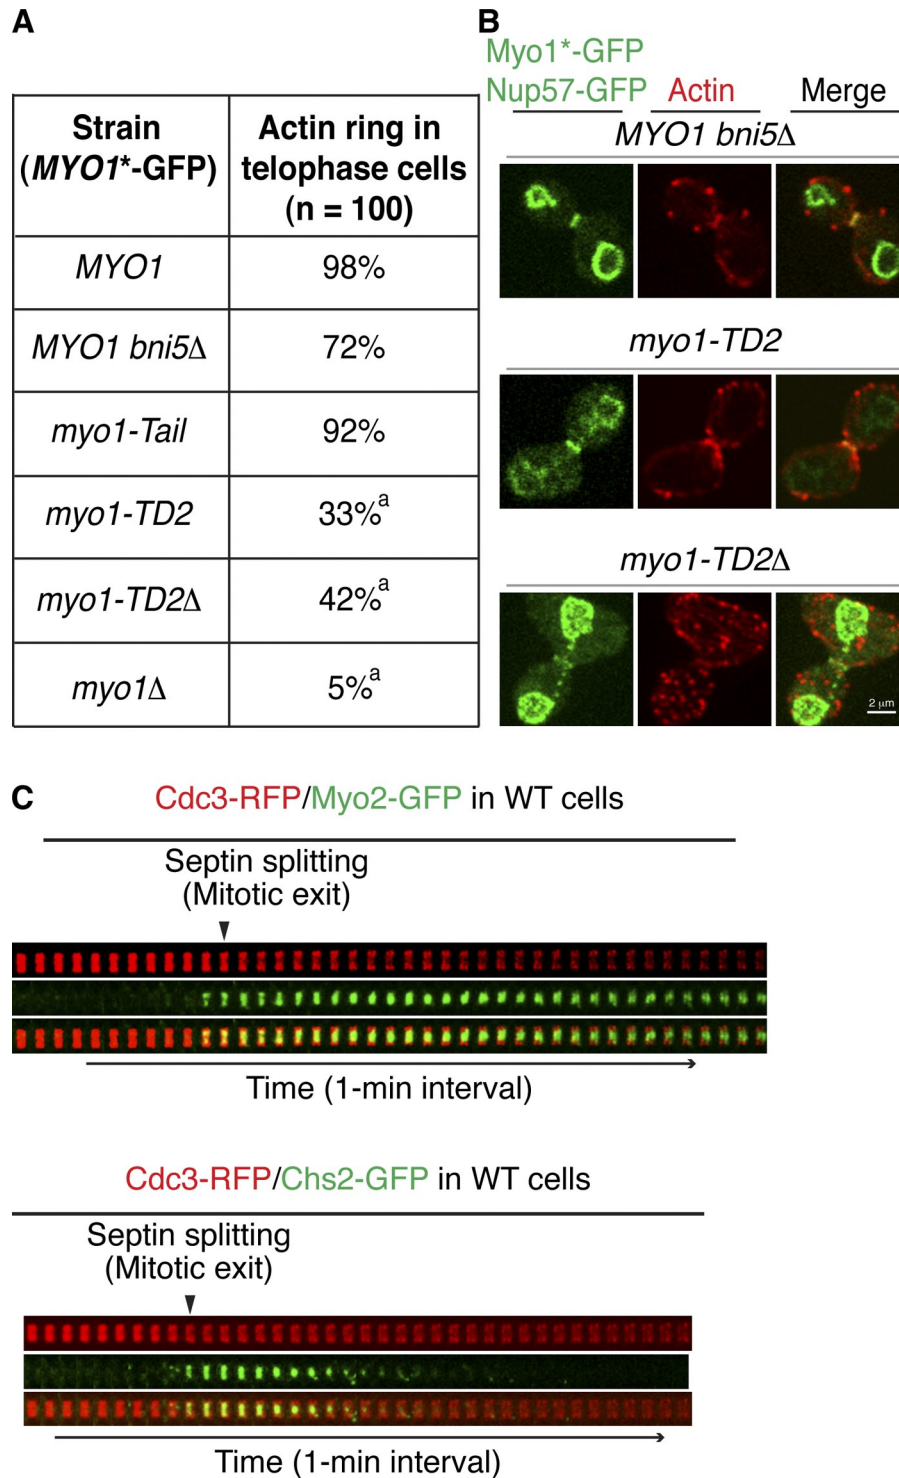 A
Strain
(MYO1*-GFP)
Actin ring in
telophase cells
(n = 100)
MYO1
98%
MYO1 bni5Δ
72%
myo1-Tail
92%
myo1-TD2
33%a
myo1-TD2Δ
42%a
myo1Δ
5%a
B
Myo1*-GFP
Nup57-GFP Actin Merge
MYO1 bni5Δ
myo1-TD2
myo1-TD2Δ
2 μm
C
Cdc3-RFP/Myo2-GFP in WT cells
Septin splitting
(Mitotic exit)
Time (1-min interval)
Cdc3-RFP/Chs2-GFP in WT cells
Septin splitting
(Mitotic exit)
Time (1-min interval)